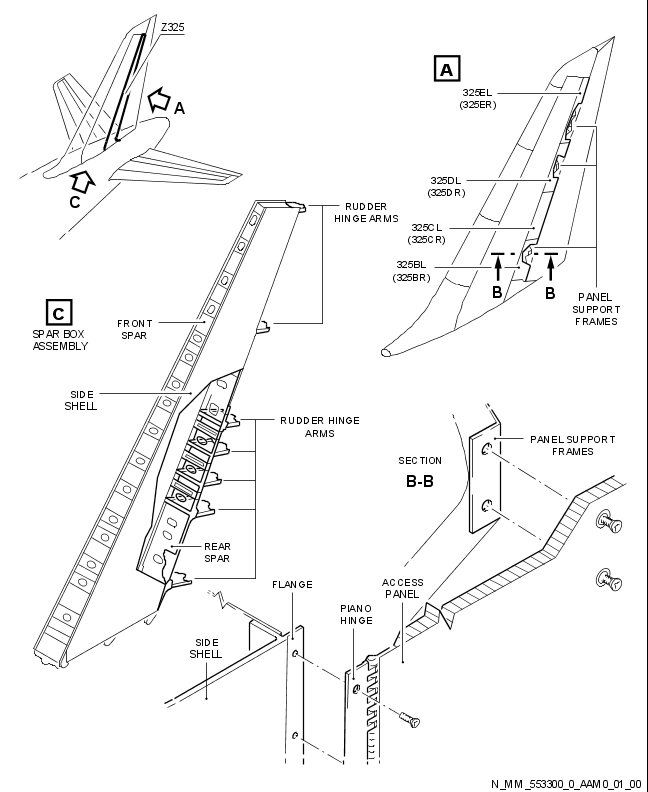 Z325
A
C
A
325EL
(325ER)
325DL
(325DR)
325CL
(325CR)
325BL
(325BR)
B
B
PANEL
SUPPORT
FRAMES
RUDDER
HINGE ARMS
C
SPAR BOX
ASSEMBLY
FRONT
SPAR
SIDE
SHELL
RUDDER HINGE
ARMS
REAR
SPAR
SECTION
B-B
PANEL SUPPORT
FRAMES
FLANGE
PIANO
HINGE
ACCESS
PANEL
SIDE
SHELL
N_MM_553300_0_AAM0_01_00